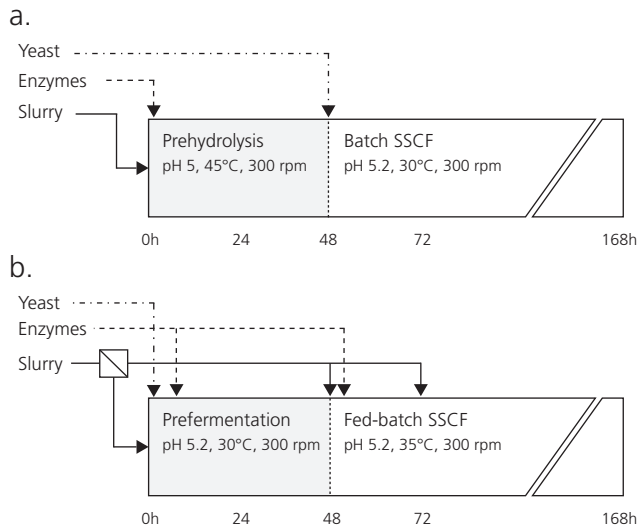 a.
Yeast
Enzymes
Slurry
Prehydrolysis
pH 5, 45°C, 300 rpm
Batch SSCF
pH 5.2, 30°C, 300 rpm
0h 24 48 72 168h
b.
Yeast
Enzymes
Slurry
Prefermentation
pH 5.2, 30°C, 300 rpm
Fed-batch SSCF
pH 5.2, 35°C, 300 rpm
0h 24 48 72 168h